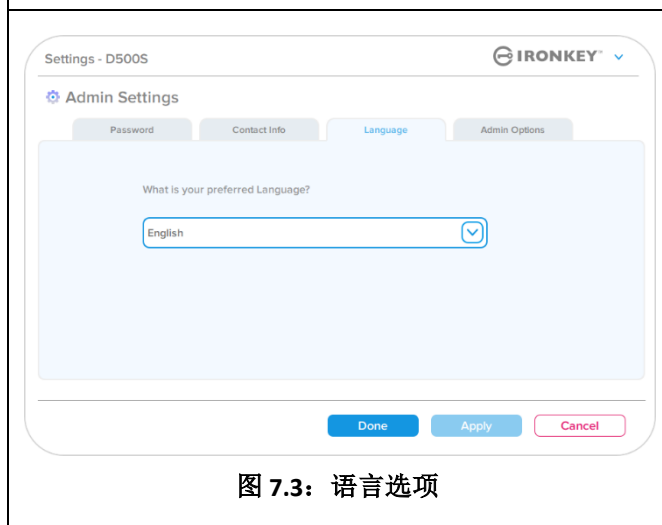 Settings - D500S
IRONKEY™
Admin Settings
Password Contact Info Language Admin Options
What is your preferred Language?
English
Done Apply Cancel
图 7.3：语言选项